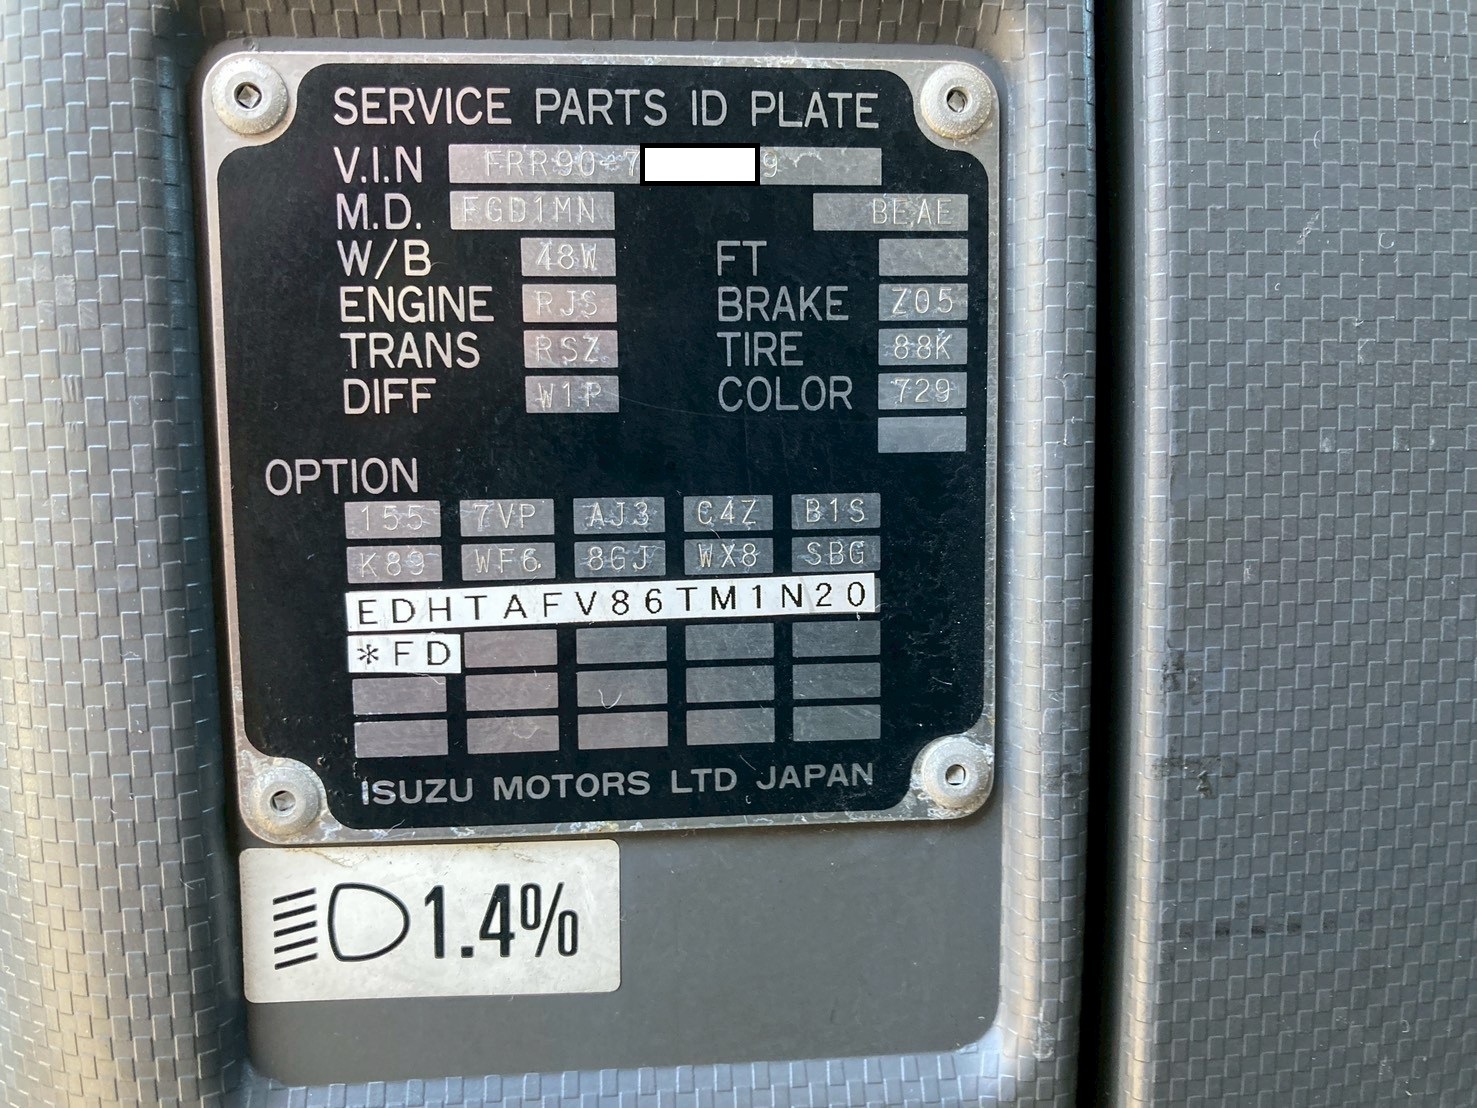 SERVICE PARTS ID PLATE
V.I.N FRR90-7 9
M.D. FGD1MN BEAE
W/B 48W FT
ENGINE RJS BRAKE Z05
TRANS RSZ TIRE 88K
DIFF W1P COLOR 729
OPTION
155 7VP AJ3 C4Z B1S
K89 WF6 8GJ WX8 SBG
EDHTAFV86TM1N20
*FD
ISUZU MOTORS LTD JAPAN
1.4%